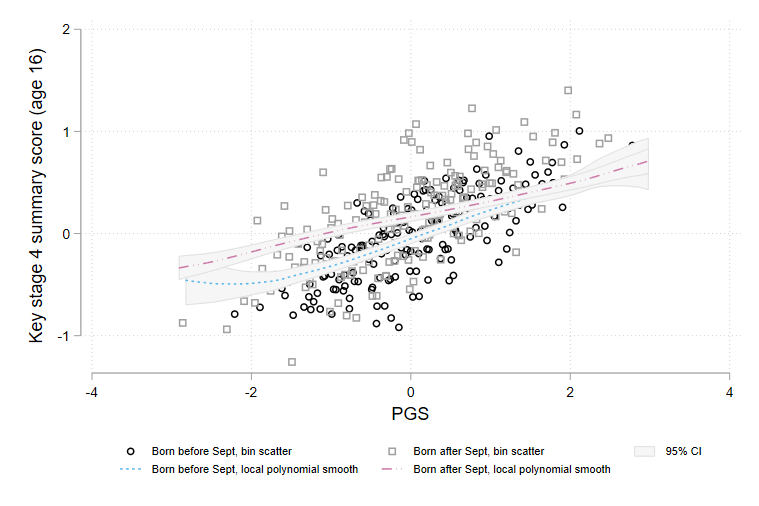 Key stage 4 summary score (age 16)
2
1
0
-1
-4
-2
0
2
4
PGS
Born before Sept, bin scatter
Born after Sept, bin scatter
95% CI
Born before Sept, local polynomial smooth
Born after Sept, local polynomial smooth